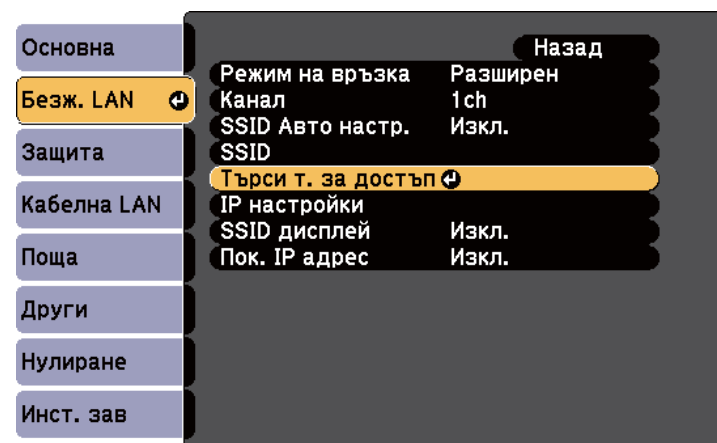 Основна
Безж. LAN
Защита
Кабелна LAN
Поща
Други
Нулиране
Инст. зав
Назад
Режим на връзка Разширен
Канал 1ch
SSID Авто настр. Изкл.
SSID
Търси т. за достъп
IP настройки
SSID дисплей Изкл.
Пок. IP адрес Изкл.